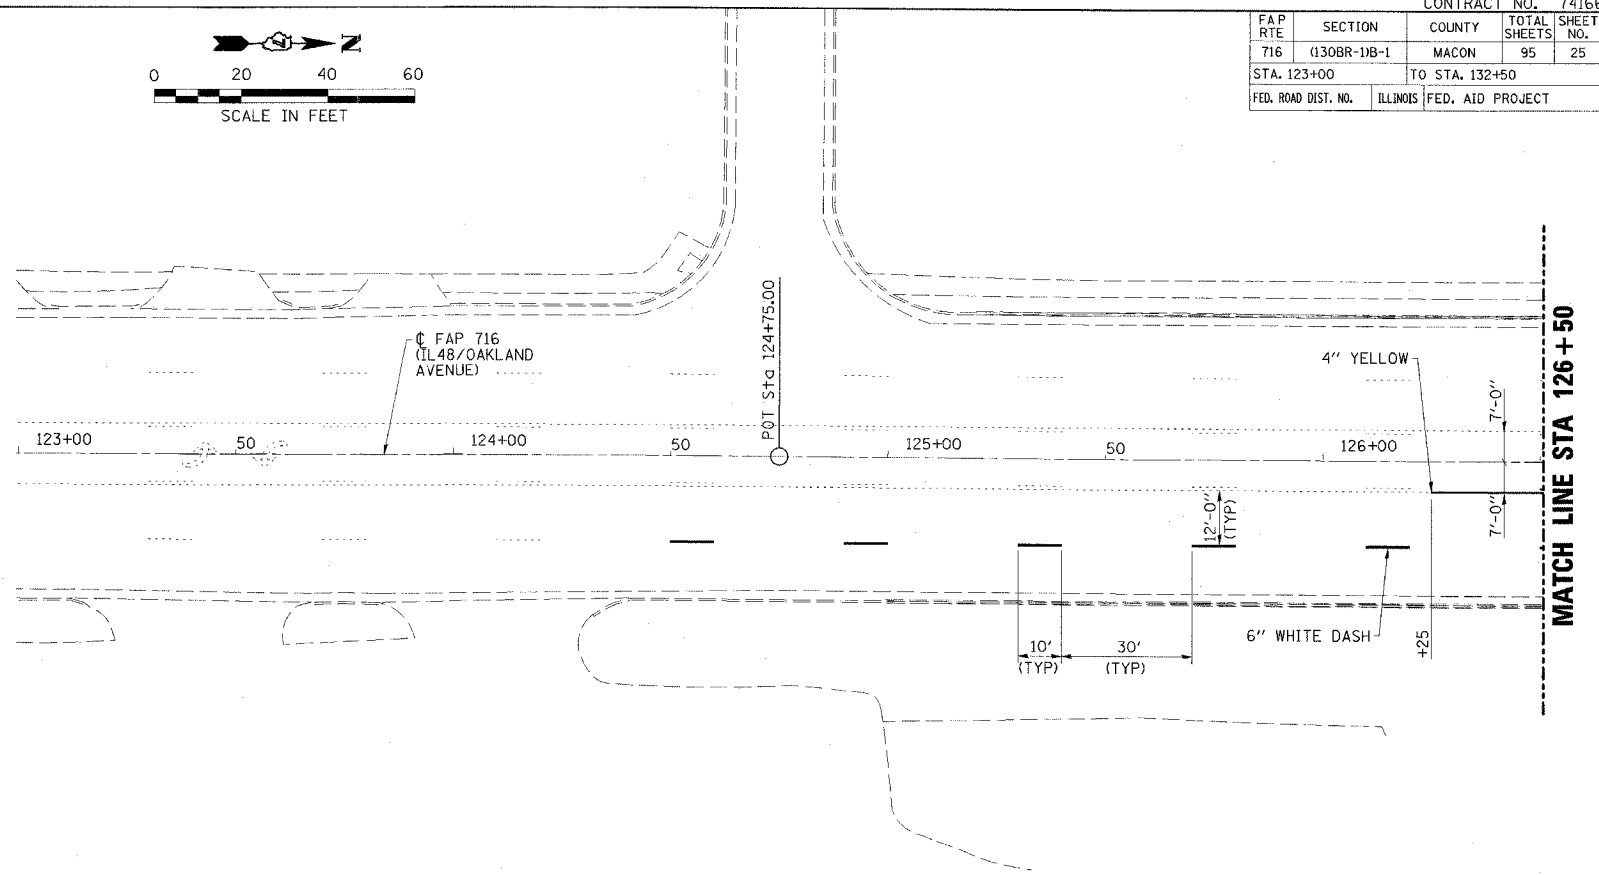 CONTRACT NO. 74166
FAP RTE SECTION COUNTY TOTAL SHEETS SHEET NO.
716 (130BR-1)B-1 MACON 95 25
STA. 123+00 TO STA. 132+50
FED. ROAD DIST. NO. ILLINOIS FED. AID PROJECT
N
0 20 40 60
SCALE IN FEET
℄ FAP 716
(IL48/OAKLAND
AVENUE)
POT Sta 124+75.00
4" YELLOW
7'-0"
MATCH LINE STA 126+50
123+00 50 124+00 50 125+00 50 126+00
12'-0"
(TYP)
7'-0"
6" WHITE DASH
+25
10'
(TYP)
30'
(TYP)